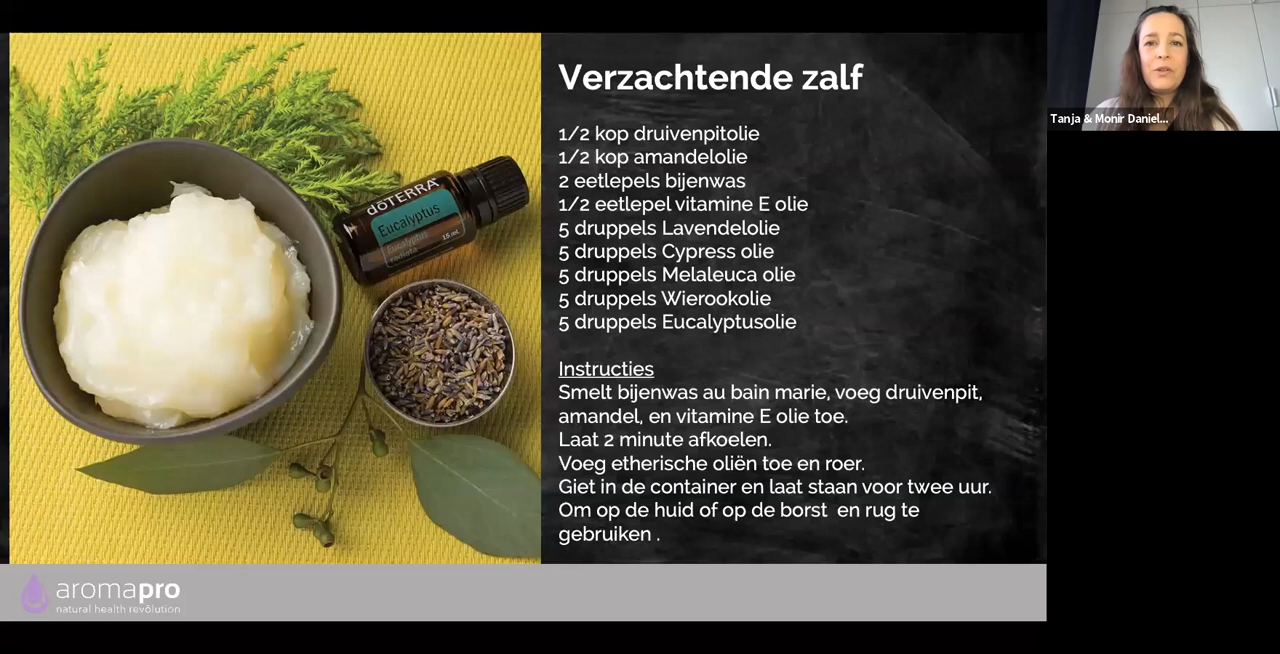 Verzachtende zalf
1/2 kop druivenpitolie
1/2 kop amandelolie
2 eetlepels bijenwas
1/2 eetlepel vitamine E olie
5 druppels Lavendelolie
5 druppels Cypress olie
5 druppels Melaleuca olie
5 druppels Wierookolie
5 druppels Eucalyptusolie
Instructies
Smelt bijenwas au bain marie, voeg druivenpit,
amandel, en vitamine E olie toe.
Laat 2 minute afkoelen.
Voeg etherische oliën toe en roer.
Giet in de container en laat staan voor twee uur.
Om op de huid of op de borst  en rug te
gebruiken .
dōTERRA
Eucalyptus
Eucalyptus
radiata
15 mL
aromapro
natural health revölution
Tanja & Monir Daniel...